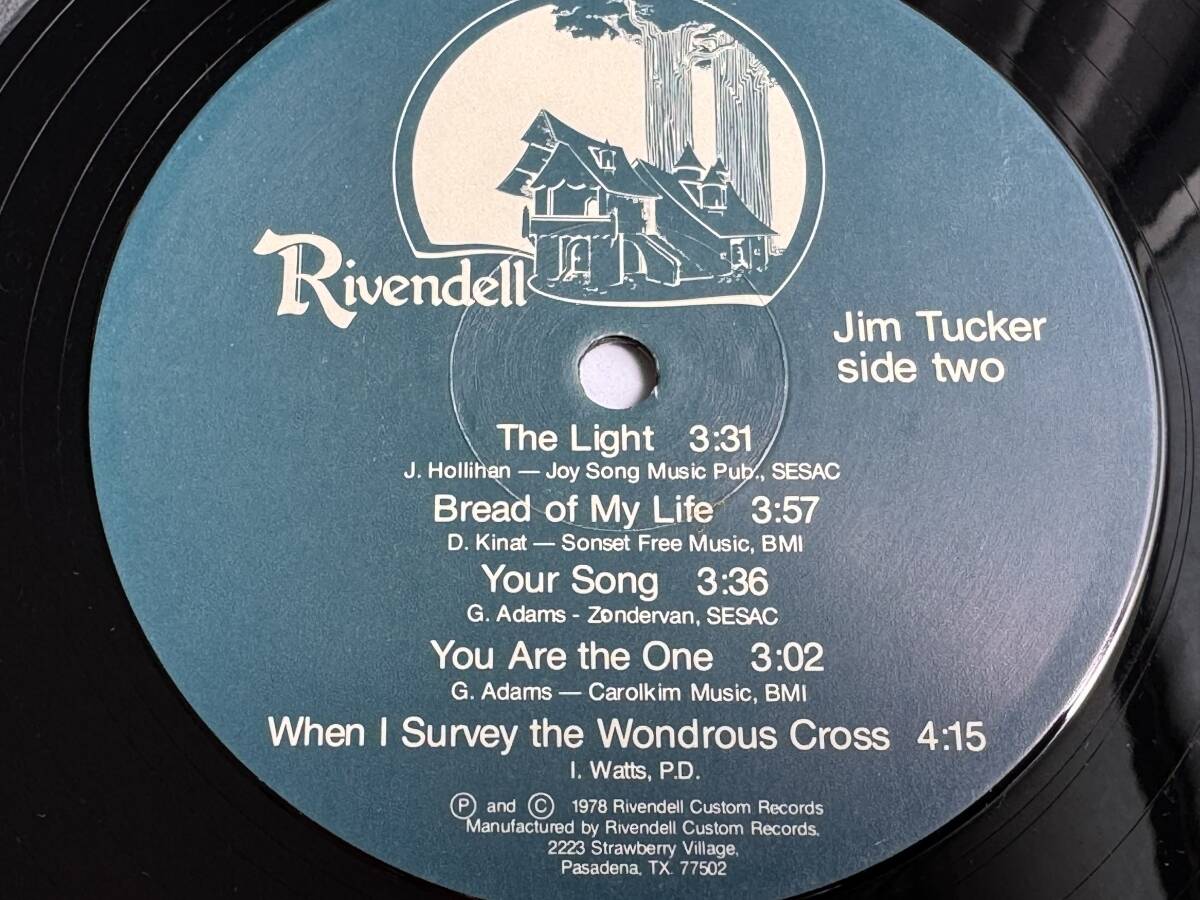 Rivendell
Jim Tucker
side two
The Light 3:31
J. Hollihan — Joy Song Music Pub., SESAC
Bread of My Life 3:57
D. Kinat — Sonset Free Music, BMI
Your Song 3:36
G. Adams - Zondervan, SESAC
You Are the One 3:02
G. Adams — Carolkim Music, BMI
When I Survey the Wondrous Cross 4:15
I. Watts, P.D.
Ⓟ and © 1978 Rivendell Custom Records
Manufactured by Rivendell Custom Records,
2223 Strawberry Village,
Pasadena, TX. 77502